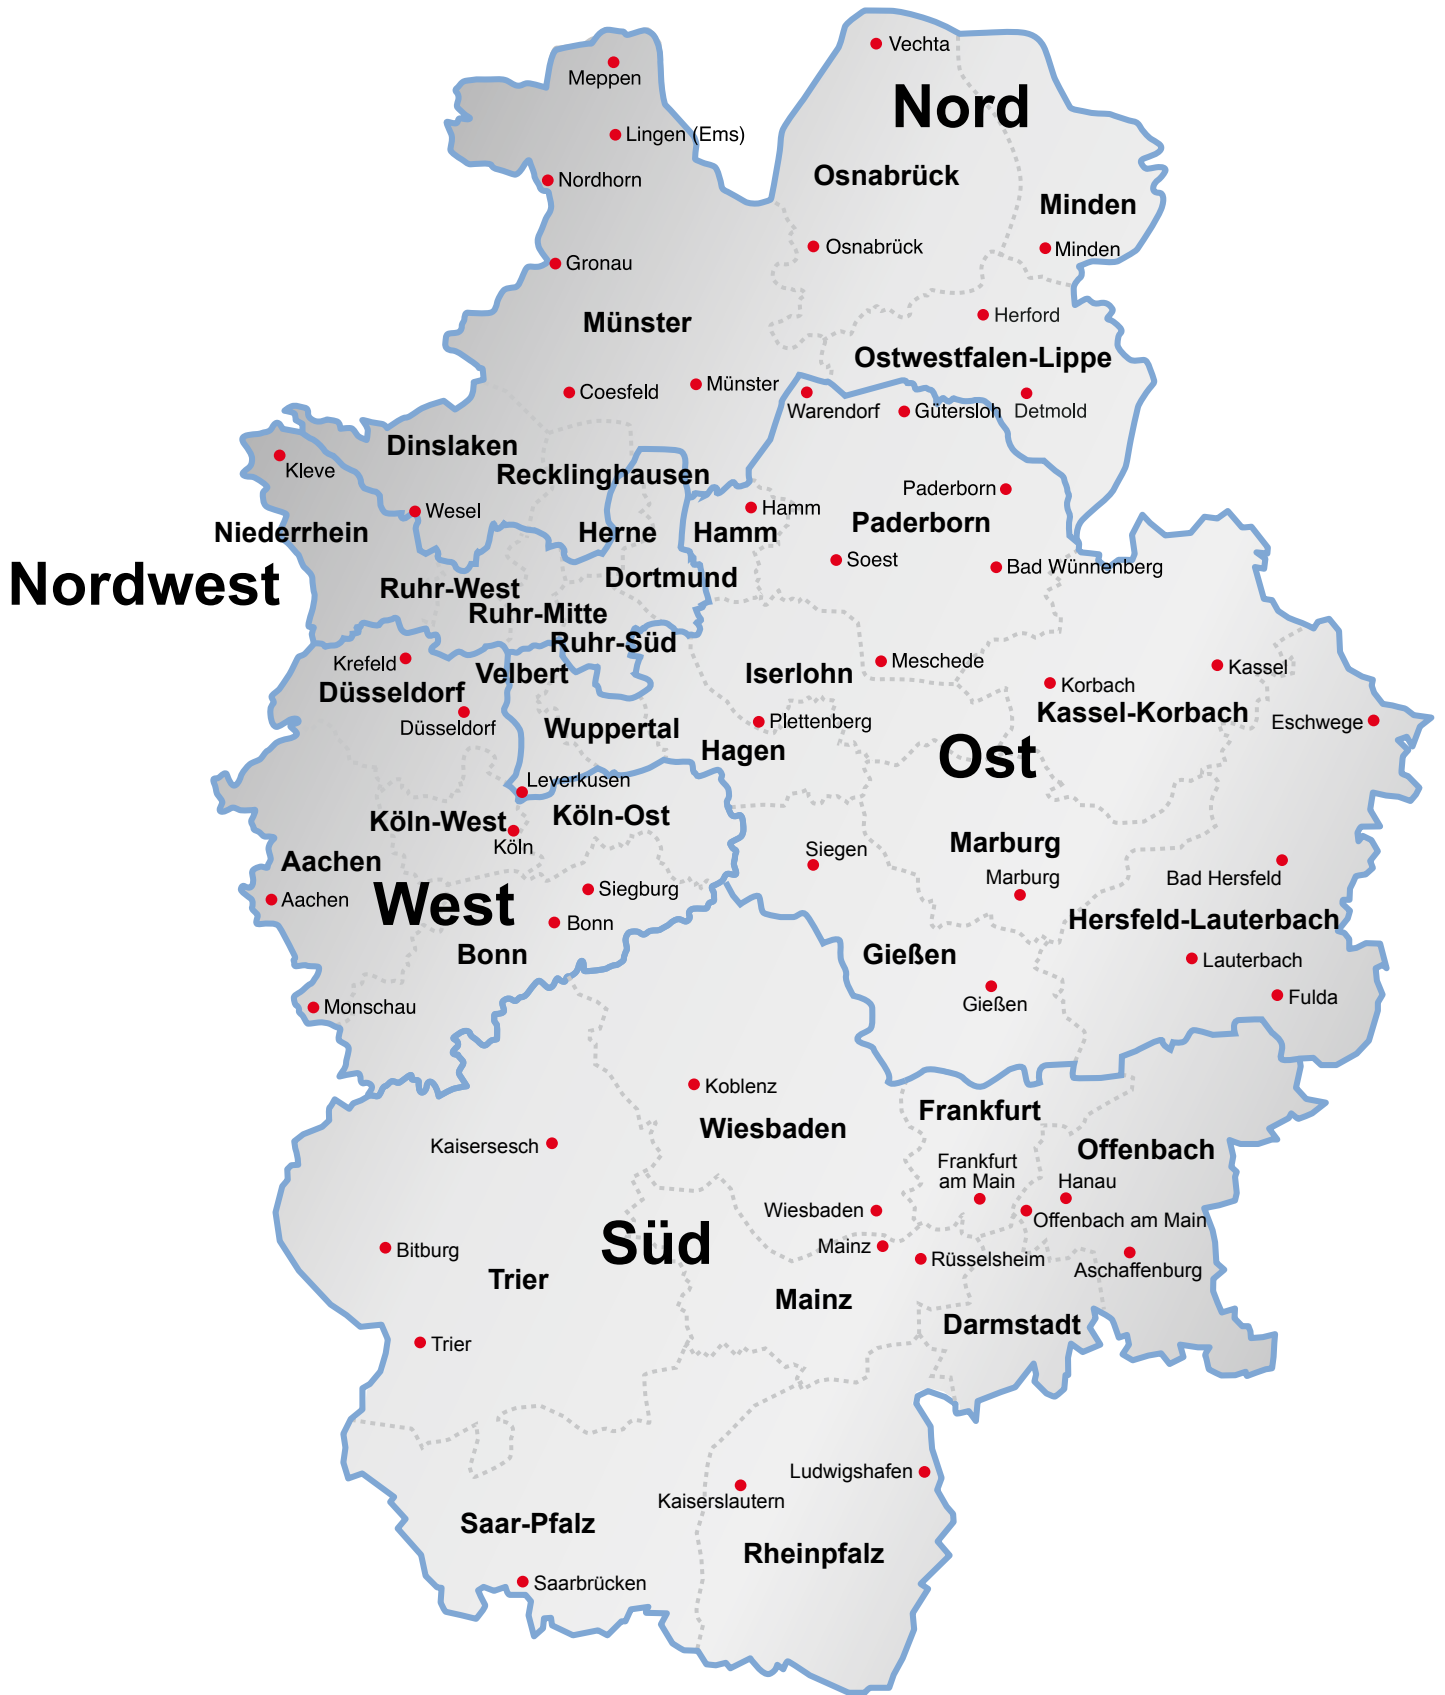 Vechta
Meppen
Nord
Lingen (Ems)
Osnabrück
Nordhorn
Minden
Osnabrück
Minden
Gronau
Herford
Münster
Ostwestfalen-Lippe
Münster
Coesfeld
Warendorf
Gütersloh
Detmold
Dinslaken
Kleve
Recklinghausen
Paderborn
Wesel
Hamm
Niederrhein
Herne
Hamm
Paderborn
Soest
Bad Wünnenberg
Nordwest
Dortmund
Ruhr-West
Ruhr-Mitte
Ruhr-Süd
Krefeld
Velbert
Iserlohn
Meschede
Kassel
Korbach
Düsseldorf
Düsseldorf
Wuppertal
Plettenberg
Kassel-Korbach
Eschwege
Hagen
Ost
Leverkusen
Köln-West
Köln-Ost
Köln
Siegen
Marburg
Aachen
Marburg
Bad Hersfeld
Aachen
West
Siegburg
Hersfeld-Lauterbach
Bonn
Bonn
Gießen
Lauterbach
Gießen
Fulda
Monschau
Koblenz
Frankfurt
Wiesbaden
Kaisersesch
Offenbach
Frankfurt
am Main
Hanau
Wiesbaden
Offenbach am Main
Süd
Mainz
Bitburg
Rüsselsheim
Aschaffenburg
Trier
Mainz
Darmstadt
Trier
Ludwigshafen
Kaiserslautern
Saar-Pfalz
Rheinpfalz
Saarbrücken